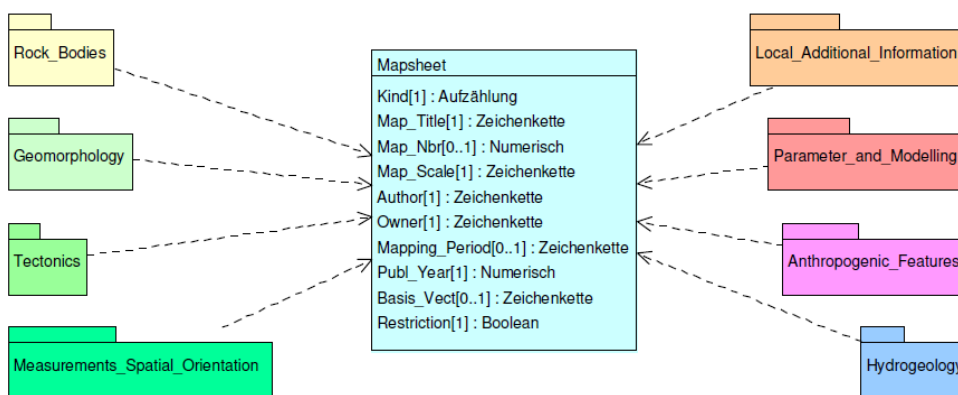 Rock_Bodies
Geomorphology
Tectonics
Measurements_Spatial_Orientation
Mapsheet
Kind[1] : Aufzählung
Map_Title[1] : Zeichenkette
Map_Nbr[0..1] : Numerisch
Map_Scale[1] : Zeichenkette
Author[1] : Zeichenkette
Owner[1] : Zeichenkette
Mapping_Period[0..1] : Zeichenkette
Publ_Year[1] : Numerisch
Basis_Vect[0..1] : Zeichenkette
Restriction[1] : Boolean
Local_Additional_Information
Parameter_and_Modelling
Anthropogenic_Features
Hydrogeology